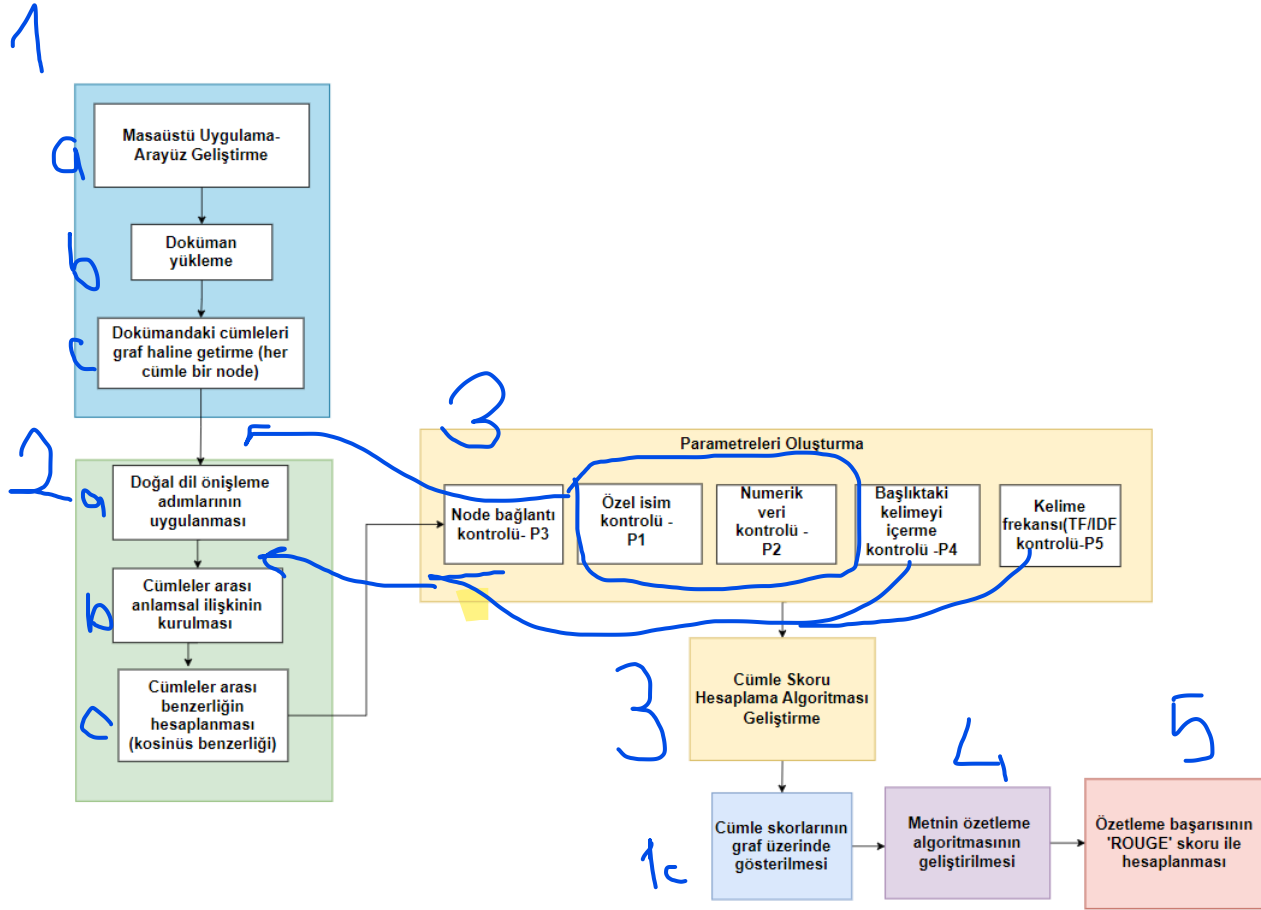 1
a
Masaüstü Uygulama-
Arayüz Geliştirme
b
Doküman
yükleme
c
Dokümandaki cümleleri
graf haline getirme (her
cümle bir node)
2
a
Doğal dil önişleme
adımlarının
uygulanması
b
Cümleler arası
anlamsal ilişkinin
kurulması
c
Cümleler arası
benzerliğin
hesaplanması
(kosinüs benzerliği)
3
Parametreleri Oluşturma
Node bağlantı
kontrolü- P3
Özel isim
kontrolü -
P1
Numerik
veri
kontrolü -
P2
Başlıktaki
kelimeyi
içerme
kontrolü -P4
Kelime
frekansı(TF/IDF
kontrolü-P5
3
Cümle Skoru
Hesaplama Algoritması
Geliştirme
1c
Cümle skorlarının
graf üzerinde
gösterilmesi
4
Metnin özetleme
algoritmasının
geliştirilmesi
5
Özetleme başarısının
'ROUGE' skoru ile
hesaplanması